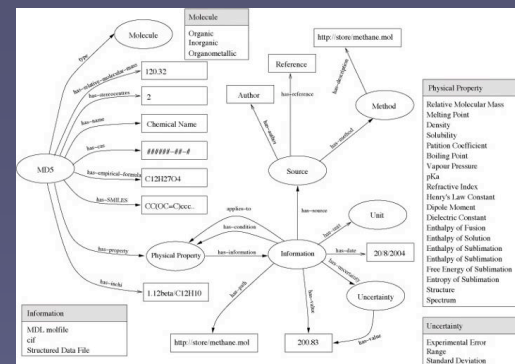 Molecule
Organic
Inorganic
Organometallic
Molecule
type
http://store/methane.mol
has-relative-molecular-mass
120.32
Reference
has-description
has-stereocentres
2
Author
has-reference
Method
has-name
Chemical Name
has-author
has-method
has-cas
######-##-#
Source
MD5
has-empirical-formula
C12H27O4
has-SMILES
CC(OC=C)ccc..
applies-to
has-condition
has-source
Unit
has-unit
has-property
Physical Property
has-information
Information
has-date
20/8/2004
has-inchi
1.12beta/C12H10
has-uncertainty
Uncertainty
has-path
has-value
has-value
http://store/methane.mol
200.83
Information
MDL molfile
cif
Structured Data File
Physical Property
Relative Molecular Mass
Melting Point
Density
Solubility
Patition Coefficient
Boiling Point
Vapour Pressure
pKa
Refractive Index
Henry's Law Constant
Dipole Moment
Dielectric Constant
Enthalpy of Fusion
Enthalpy of Solution
Enthalpy of Sublimation
Enthalpy of Sublimation
Free Energy of Sublimation
Entropy of Sublimation
Structure
Spectrum
Uncertainty
Experimental Error
Range
Standard Deviation